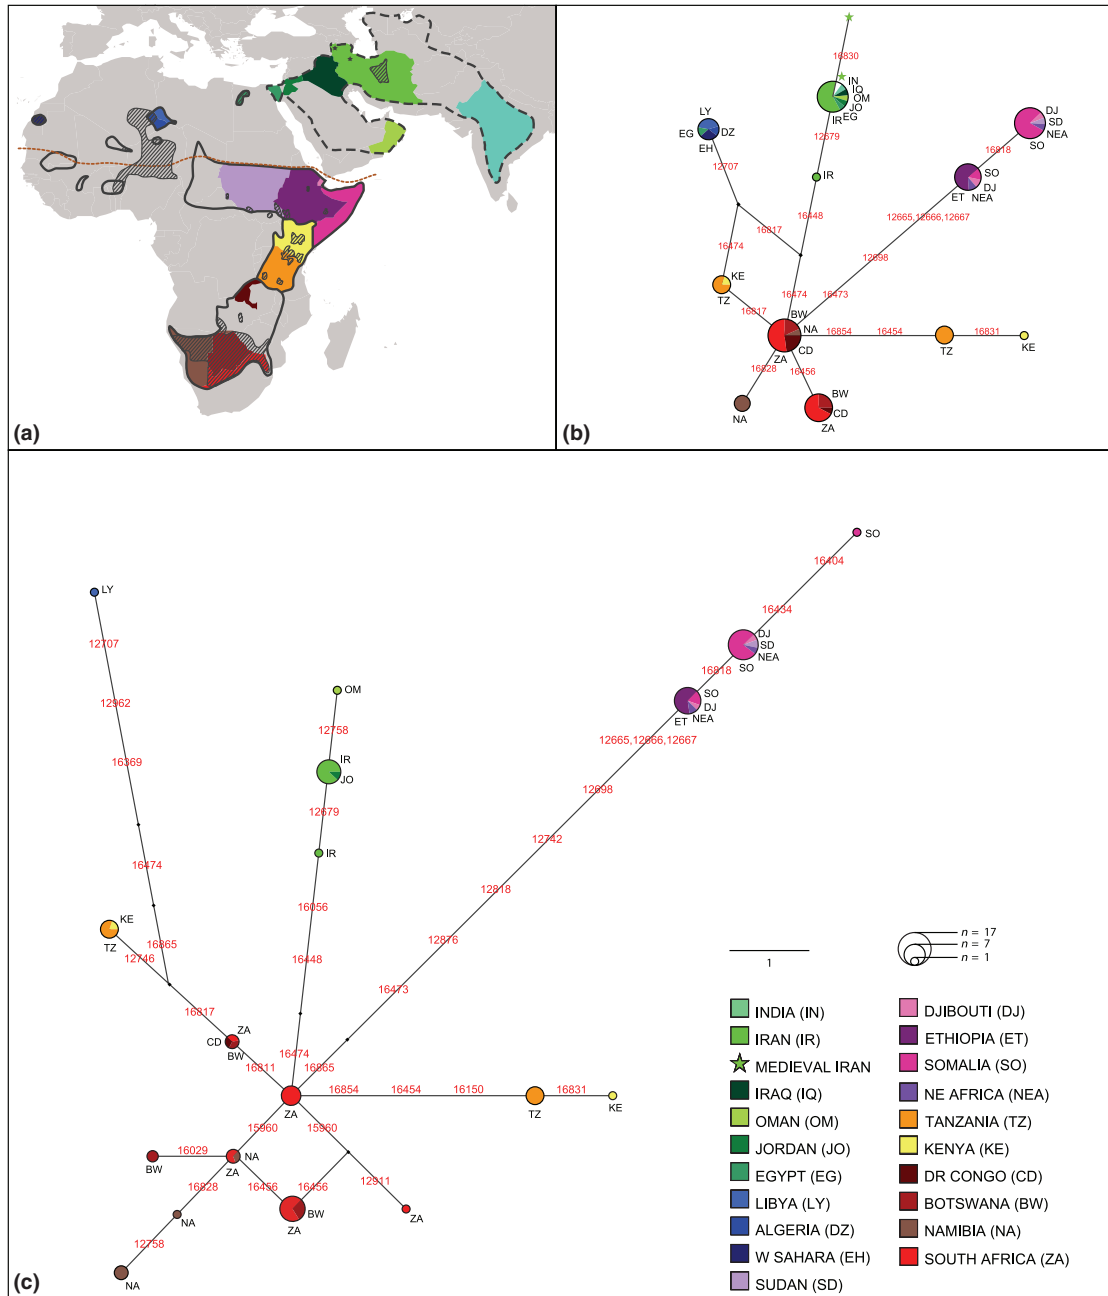 (a)
16830
IN
IQ
OM
JO
EG
IR
LY
EG
DZ
EH
12679
DJ
SD
NEA
SO
12707
16818
IR
SO
DJ
ET
NEA
12665,12666,12667
16448
16817
12698
16474
KE
TZ
16474
16473
16817
BW
NA
CD
ZA
16854
16454
TZ
16831
KE
16828
16456
NA
BW
CD
ZA
(b)
SO
16404
16434
LY
DJ
SD
NEA
SO
12707
16818
OM
SO
DJ
NEA
ET
12962
12758
12665,12666,12667
IR
JO
16369
12698
12679
12742
IR
16474
12818
16056
KE
TZ
12876
16865
12746
16448
16473
16817
ZA
CD
BW
16474
16811
16865
16854
16454
16150
16831
ZA
TZ
KE
15960
15960
BW
16029
NA
ZA
16828
16456
16456
12911
NA
BW
ZA
ZA
12758
NA
1
n = 17
n = 7
n = 1
INDIA (IN)
IRAN (IR)
MEDIEVAL IRAN
IRAQ (IQ)
OMAN (OM)
JORDAN (JO)
EGYPT (EG)
LIBYA (LY)
ALGERIA (DZ)
W SAHARA (EH)
SUDAN (SD)
DJIBOUTI (DJ)
ETHIOPIA (ET)
SOMALIA (SO)
NE AFRICA (NEA)
TANZANIA (TZ)
KENYA (KE)
DR CONGO (CD)
BOTSWANA (BW)
NAMIBIA (NA)
SOUTH AFRICA (ZA)
(c)